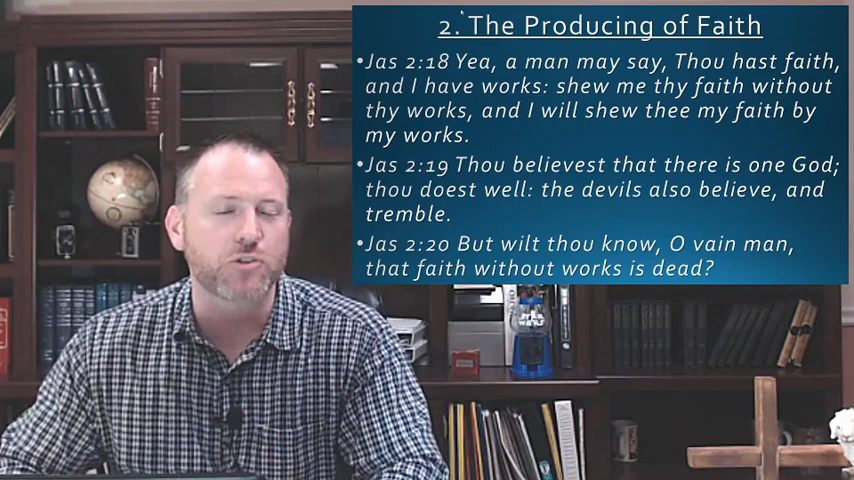 2. The Producing of Faith
•Jas 2:18 Yea, a man may say, Thou hast faith,
and I have works: shew me thy faith without
thy works, and I will shew thee my faith by
my works.
•Jas 2:19 Thou believest that there is one God;
thou doest well: the devils also believe, and
tremble.
•Jas 2:20 But wilt thou know, O vain man,
that faith without works is dead?